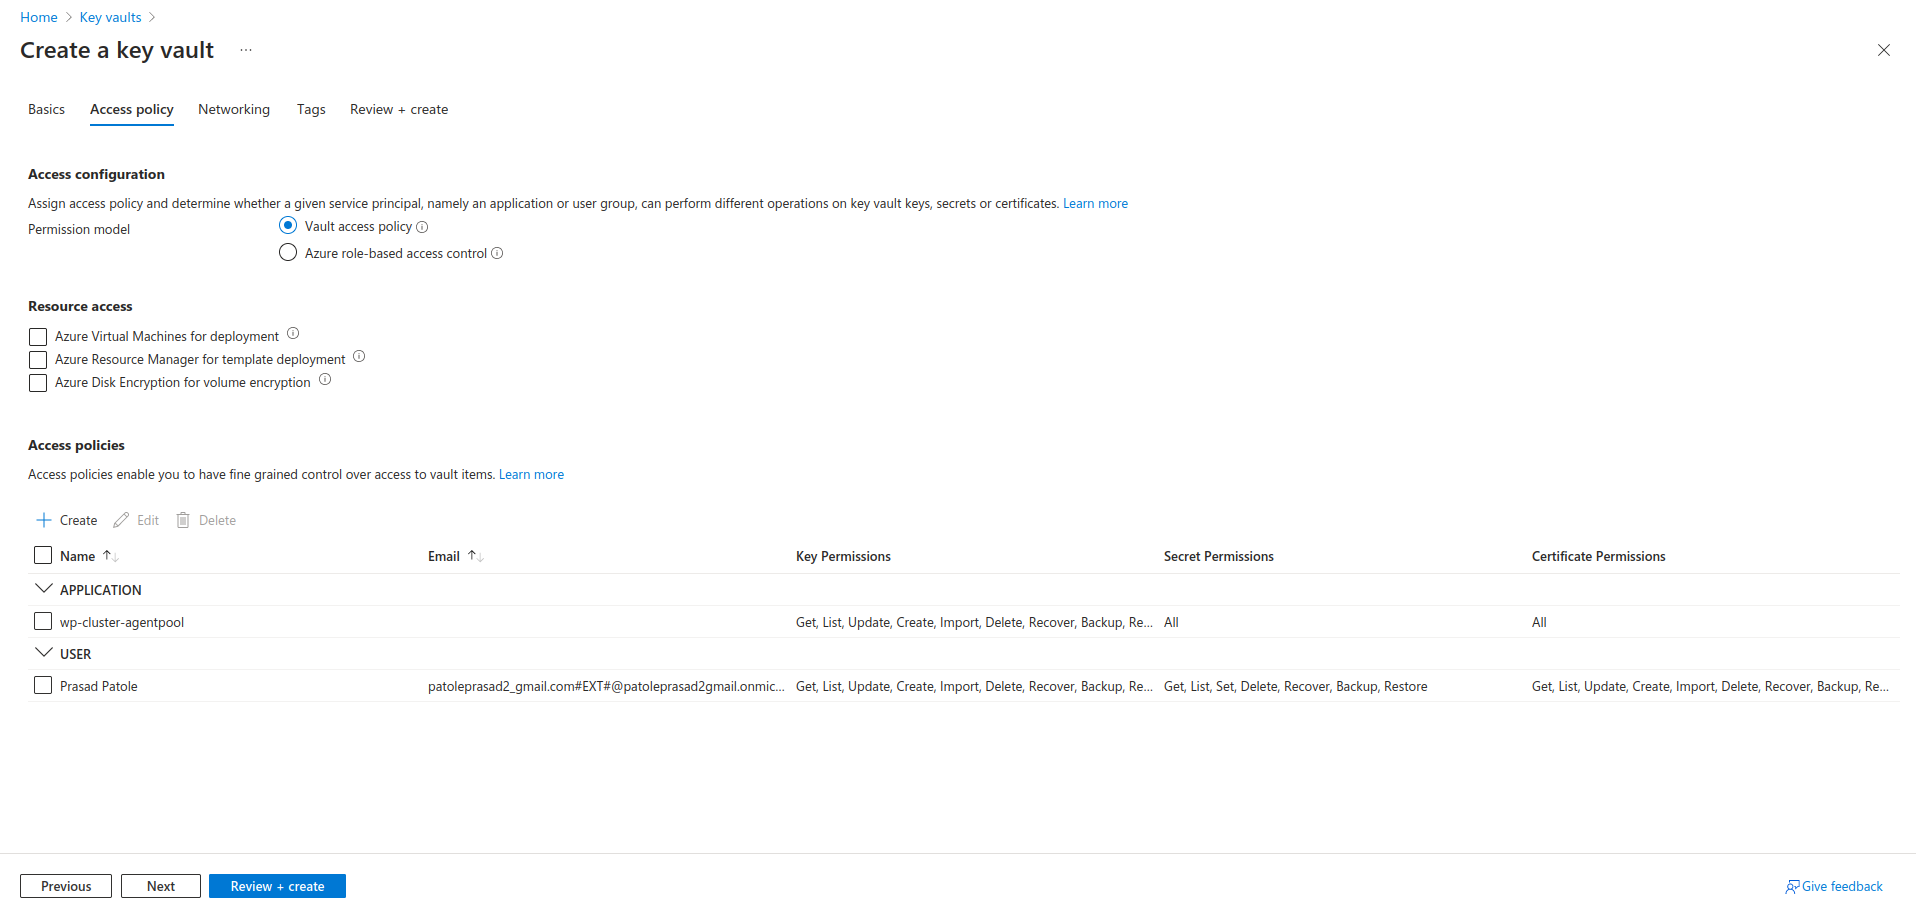 Home > Key vaults >
Create a key vault ...
Basics Access policy Networking Tags Review + create
Access configuration
Assign access policy and determine whether a given service principal, namely an application or user group, can perform different operations on key vault keys, secrets or certificates. Learn more
Permission model
Vault access policy
Azure role-based access control
Resource access
Azure Virtual Machines for deployment
Azure Resource Manager for template deployment
Azure Disk Encryption for volume encryption
Access policies
Access policies enable you to have fine grained control over access to vault items. Learn more
Create Edit Delete
Name Email Key Permissions Secret Permissions Certificate Permissions
APPLICATION
wp-cluster-agentpool Get, List, Update, Create, Import, Delete, Recover, Backup, Re... All All
USER
Prasad Patole patoleprasad2_gmail.com#EXT#@patoleprasad2gmail.onmic... Get, List, Update, Create, Import, Delete, Recover, Backup, Re... Get, List, Set, Delete, Recover, Backup, Restore Get, List, Update, Create, Import, Delete, Recover, Backup, Re...
Previous Next Review + create Give feedback